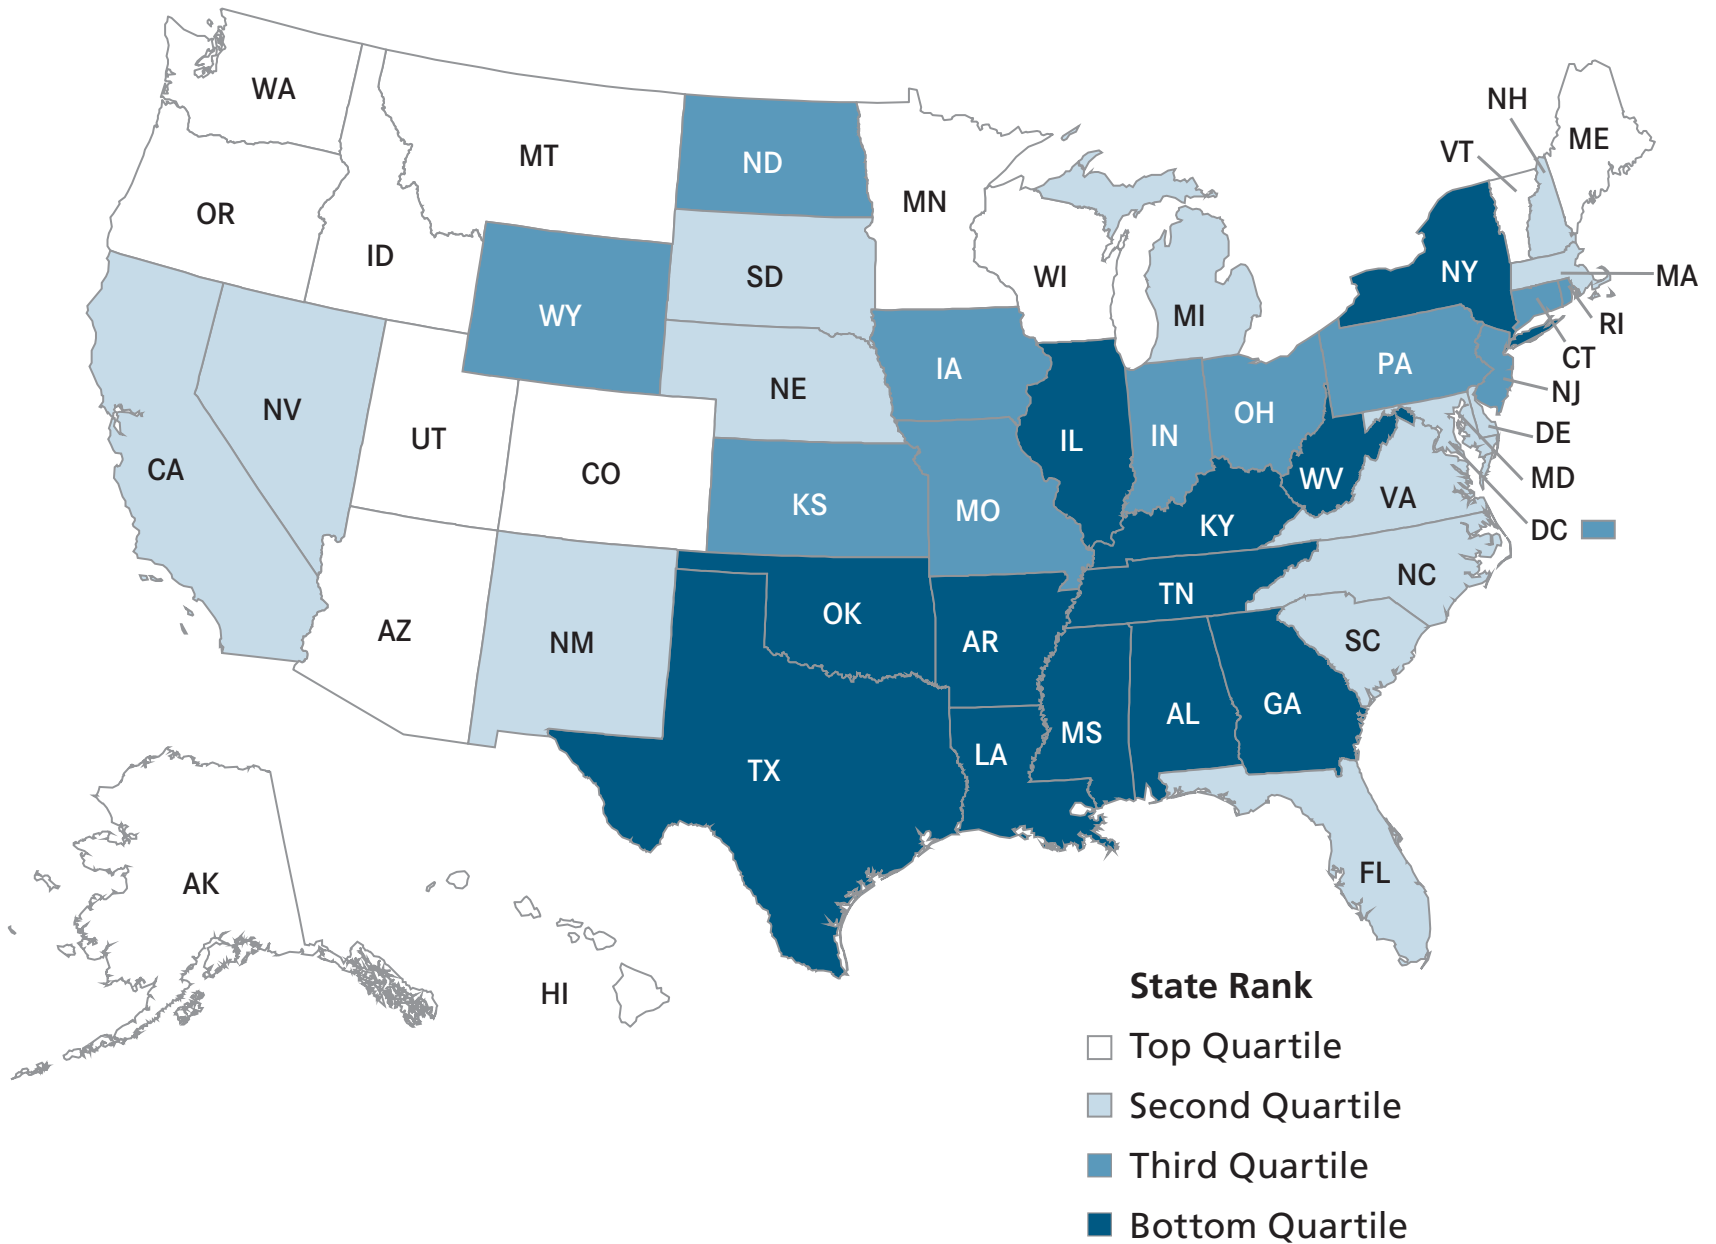 WA
MT
ND
MN
NH
VT
ME
OR
ID
WY
SD
WI
MI
NY
MA
RI
CT
NJ
NV
UT
CO
NE
IA
PA
CA
KS
MO
IL
IN
OH
WV
VA
DE
MD
DC
KY
AZ
NM
OK
AR
TN
NC
SC
TX
LA
MS
AL
GA
FL
AK
HI
State Rank
Top Quartile
Second Quartile
Third Quartile
Bottom Quartile